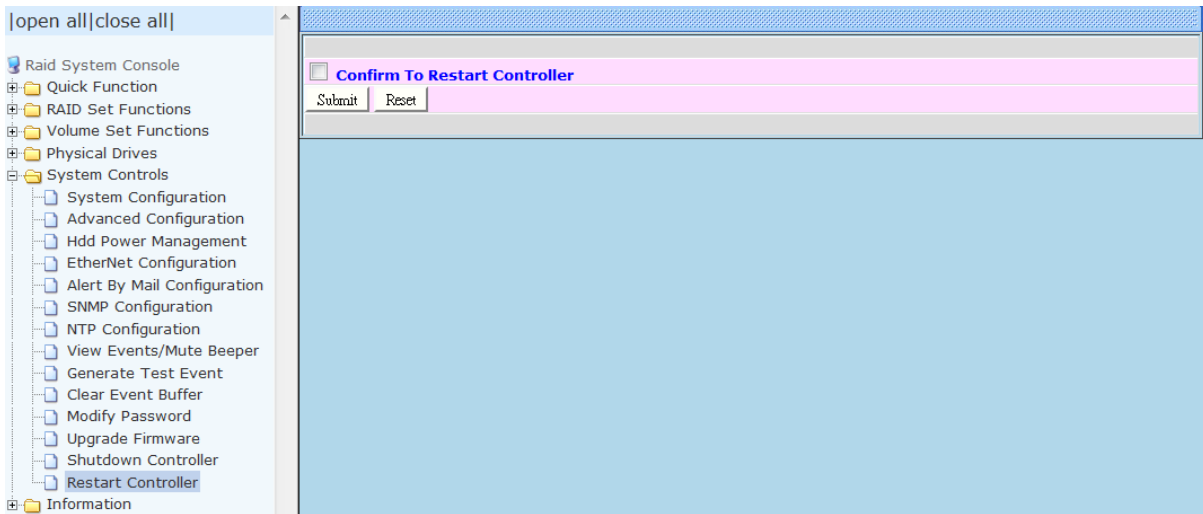 |open all|close all|
Raid System Console
Quick Function
RAID Set Functions
Volume Set Functions
Physical Drives
System Controls
System Configuration
Advanced Configuration
Hdd Power Management
EtherNet Configuration
Alert By Mail Configuration
SNMP Configuration
NTP Configuration
View Events/Mute Beeper
Generate Test Event
Clear Event Buffer
Modify Password
Upgrade Firmware
Shutdown Controller
Restart Controller
Information
Confirm To Restart Controller
Submit Reset